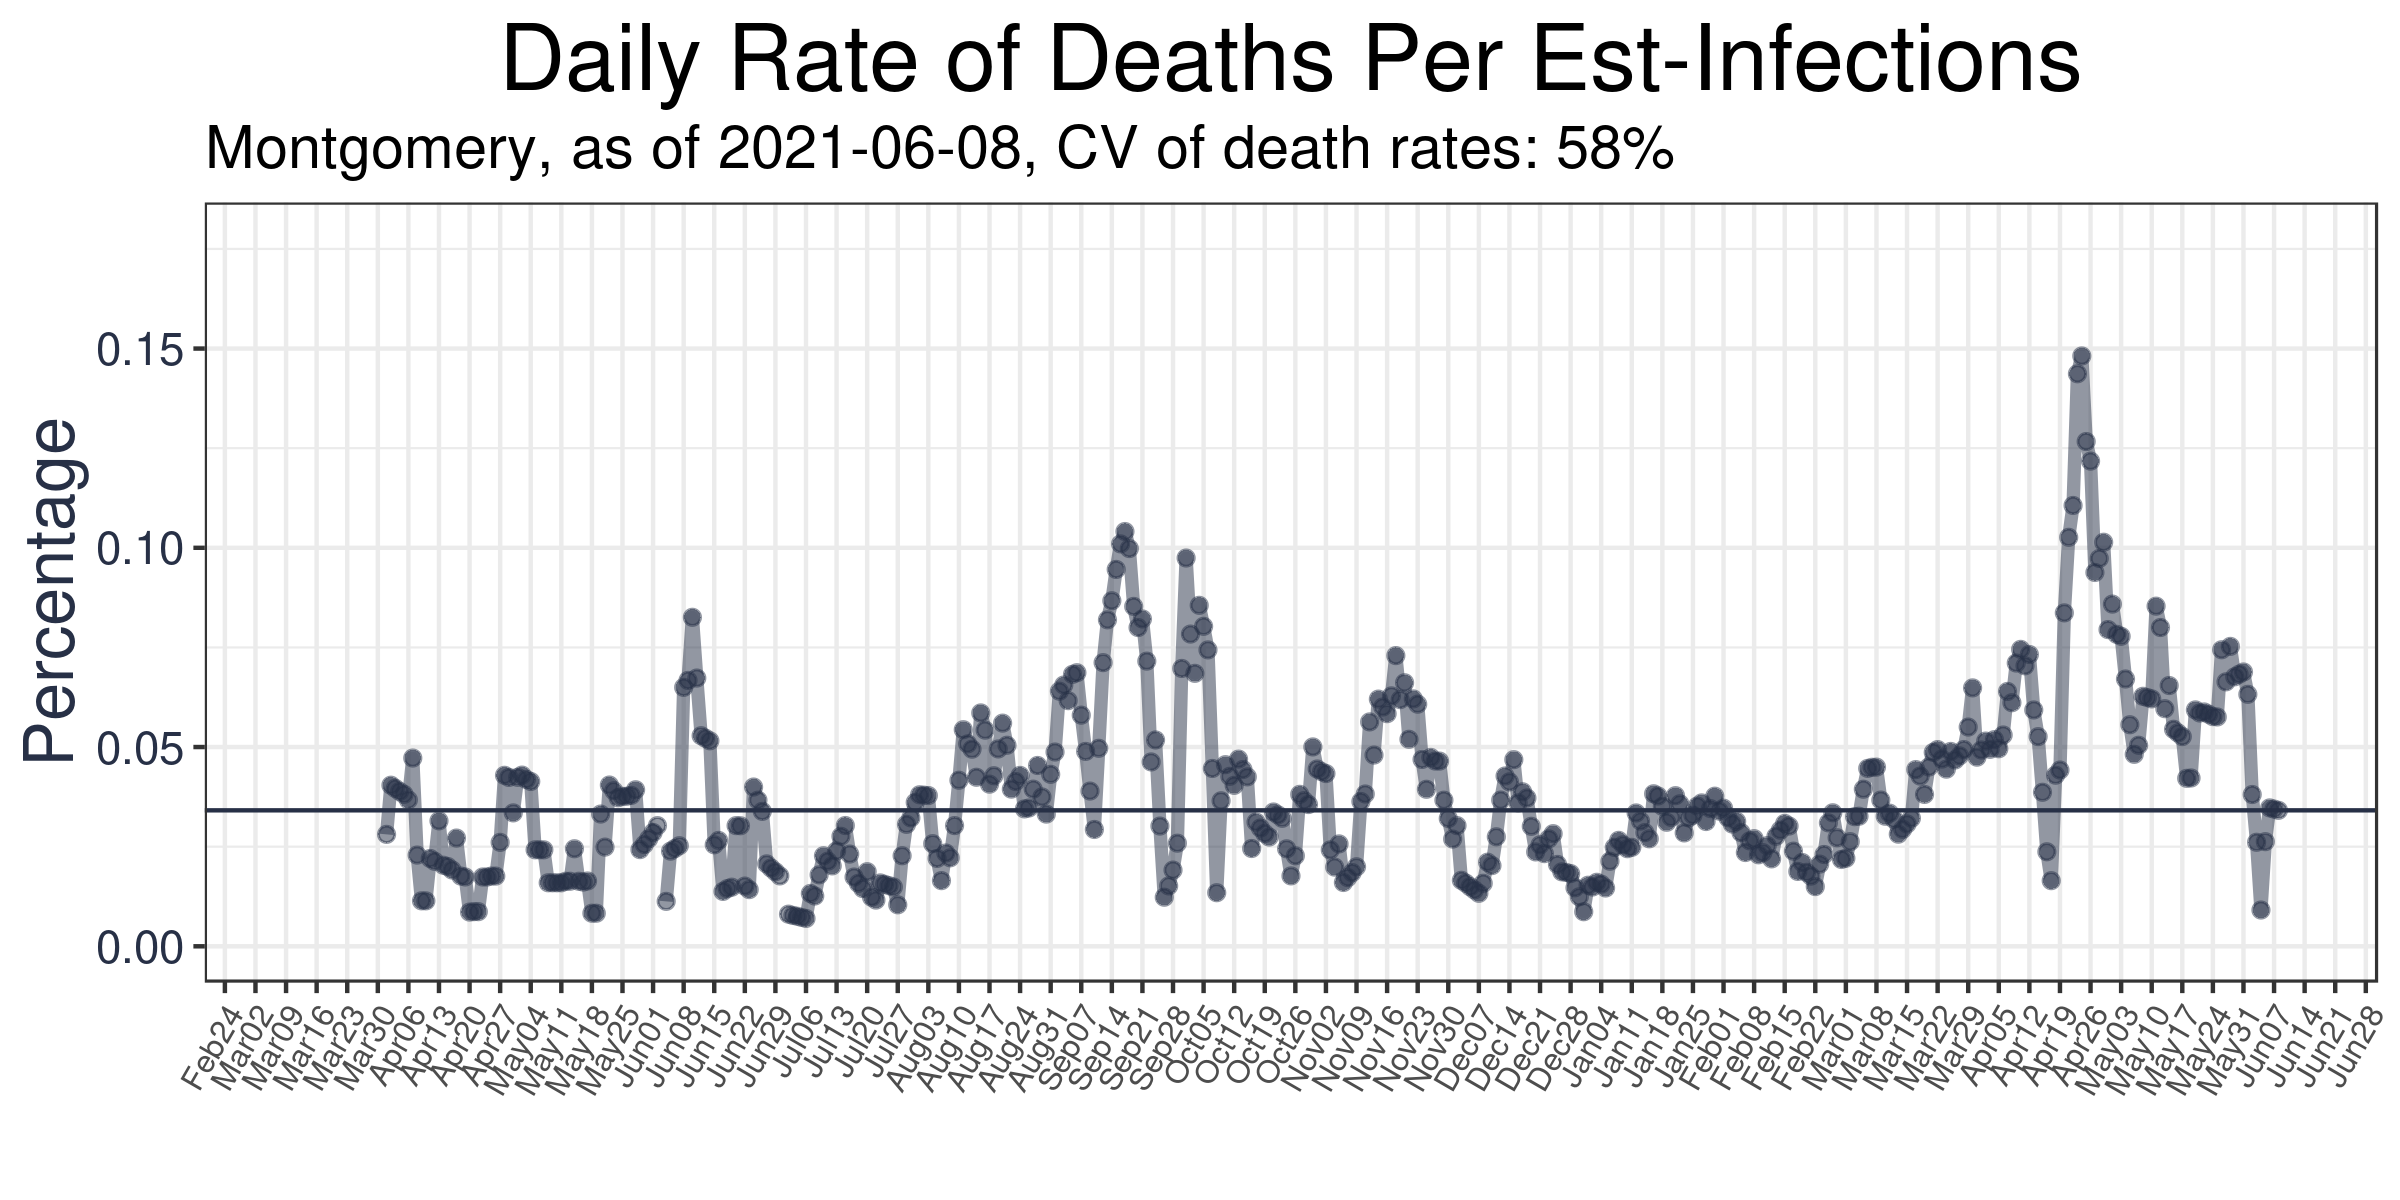 Daily Rate of Deaths Per Est-Infections
Montgomery, as of 2021-06-08, CV of death rates: 58%
Percentage
0.15
0.10
0.05
0.00
Feb24
Mar02
Mar09
Mar16
Mar23
Mar30
Apr06
Apr13
Apr20
Apr27
May04
May11
May18
May25
Jun01
Jun08
Jun15
Jun22
Jun29
Jul06
Jul13
Jul20
Jul27
Aug03
Aug10
Aug17
Aug24
Aug31
Sep07
Sep14
Sep21
Sep28
Oct05
Oct12
Oct19
Oct26
Nov02
Nov09
Nov16
Nov23
Nov30
Dec07
Dec14
Dec21
Dec28
Jan04
Jan11
Jan18
Jan25
Feb01
Feb08
Feb15
Feb22
Mar01
Mar08
Mar15
Mar22
Mar29
Apr05
Apr12
Apr19
Apr26
May03
May10
May17
May24
May31
Jun07
Jun14
Jun21
Jun28